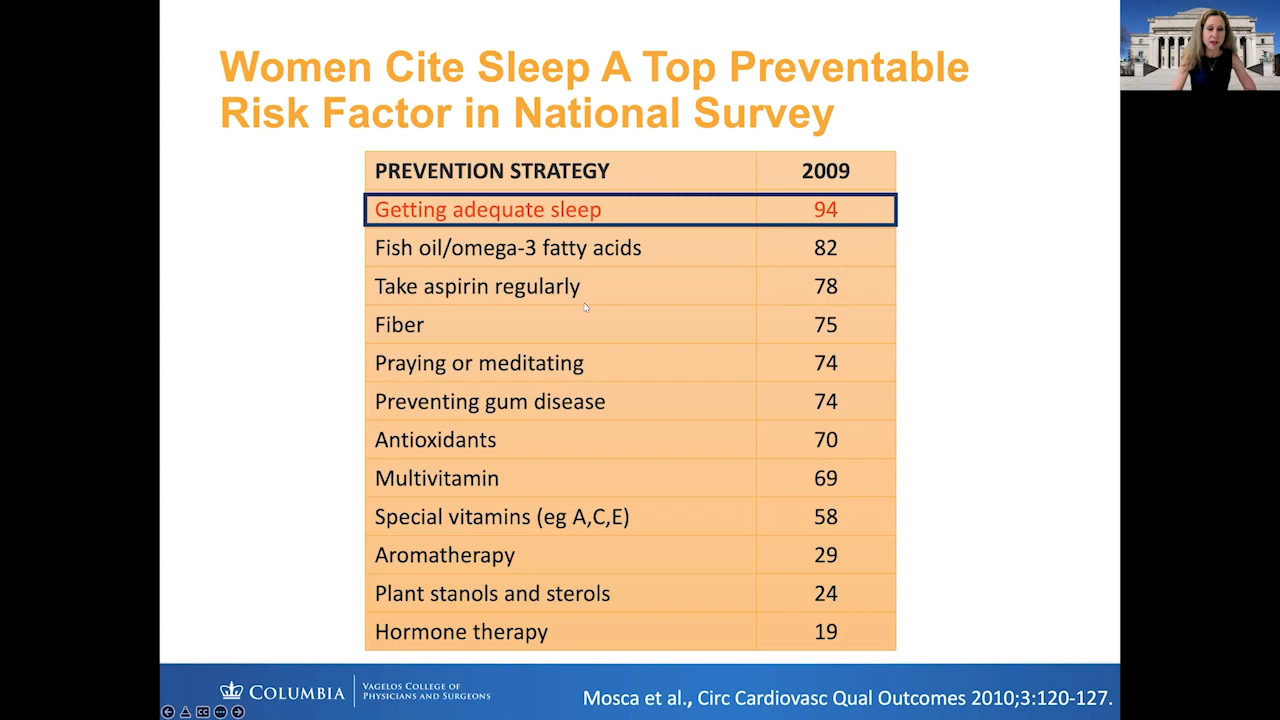 Women Cite Sleep A Top Preventable
Risk Factor in National Survey
PREVENTION STRATEGY 2009
Getting adequate sleep 94
Fish oil/omega-3 fatty acids 82
Take aspirin regularly 78
Fiber 75
Praying or meditating 74
Preventing gum disease 74
Antioxidants 70
Multivitamin 69
Special vitamins (eg A,C,E) 58
Aromatherapy 29
Plant stanols and sterols 24
Hormone therapy 19
COLUMBIA
VAGELOS COLLEGE OF
PHYSICIANS AND SURGEONS
Mosca et al., Circ Cardiovasc Qual Outcomes 2010;3:120-127.